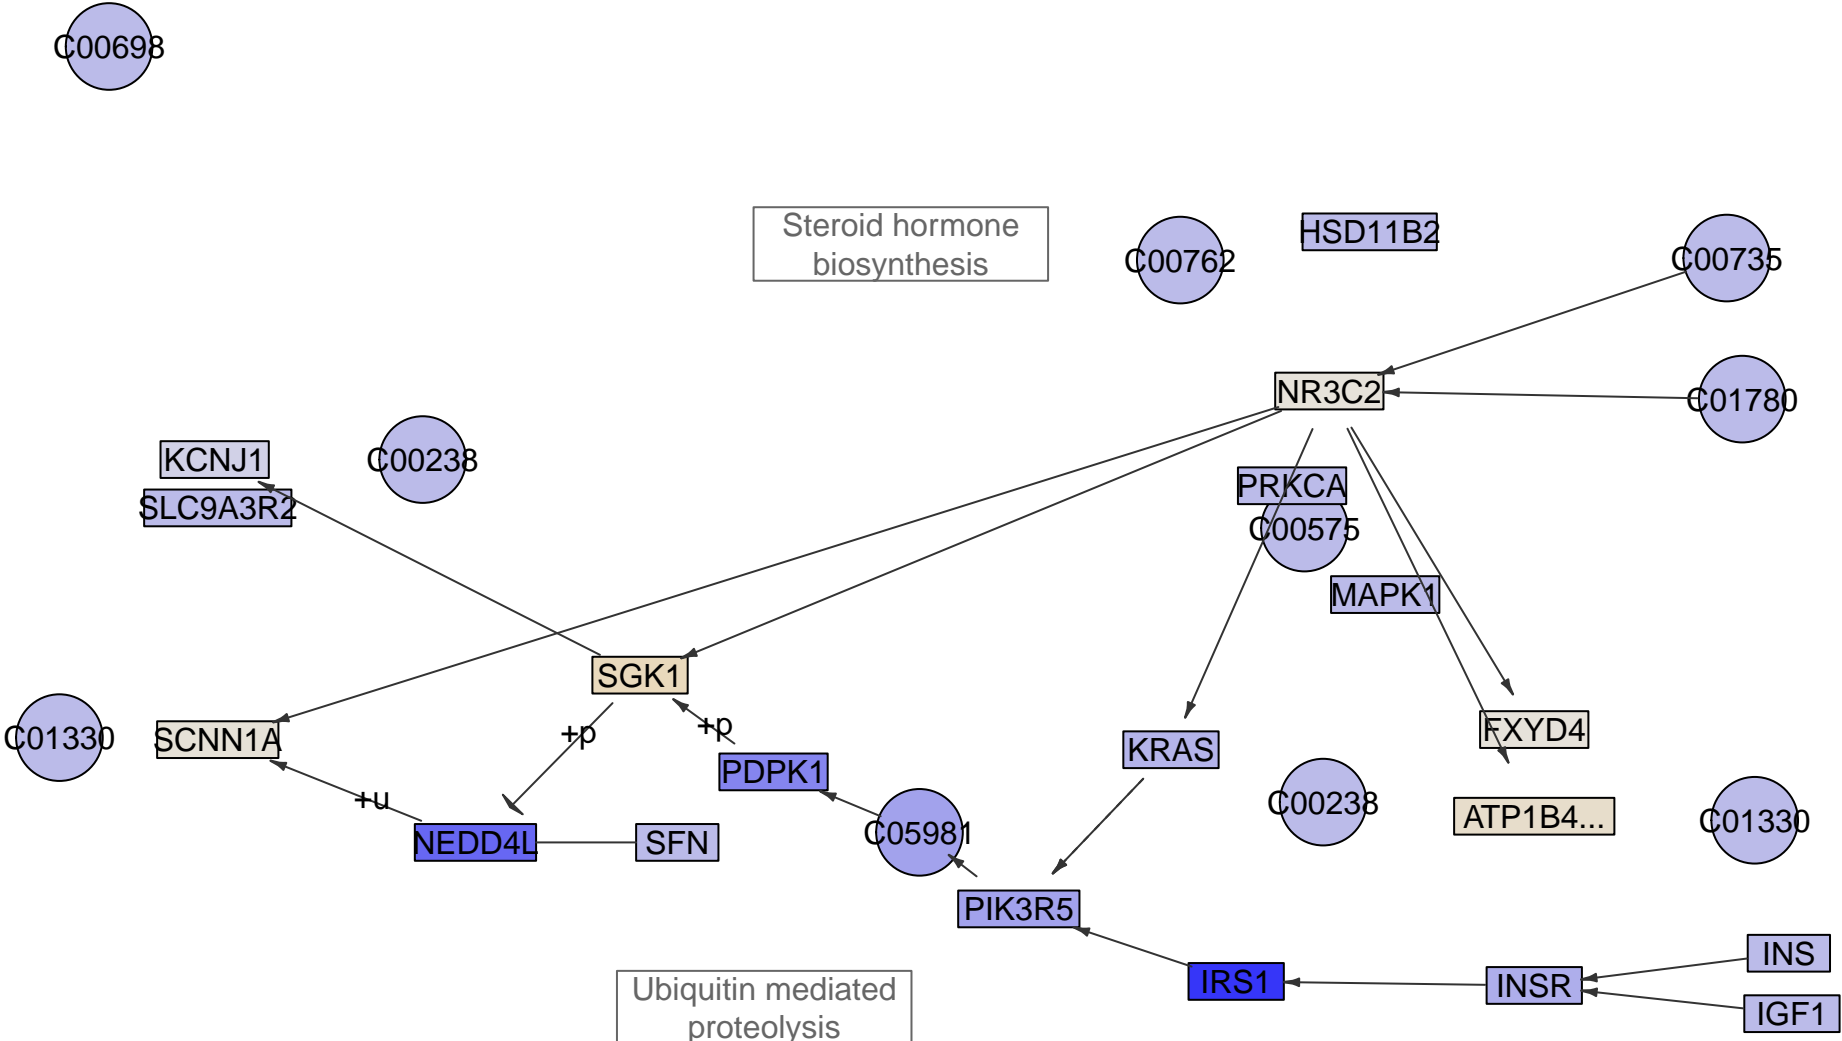 C00698
Steroid hormone
biosynthesis
C00762
HSD11B2
C00735
NR3C2
C01780
KCNJ1
C00238
SLC9A3R2
PRKCA
C00575
MAPK1
SGK1
C01330
SCNN1A
+p
+p
FXYD4
KRAS
PDPK1
+u
C00238
ATP1B4...
C01330
NEDD4L
SFN
C05981
PIK3R5
IRS1
INSR
INS
IGF1
Ubiquitin mediated
proteolysis